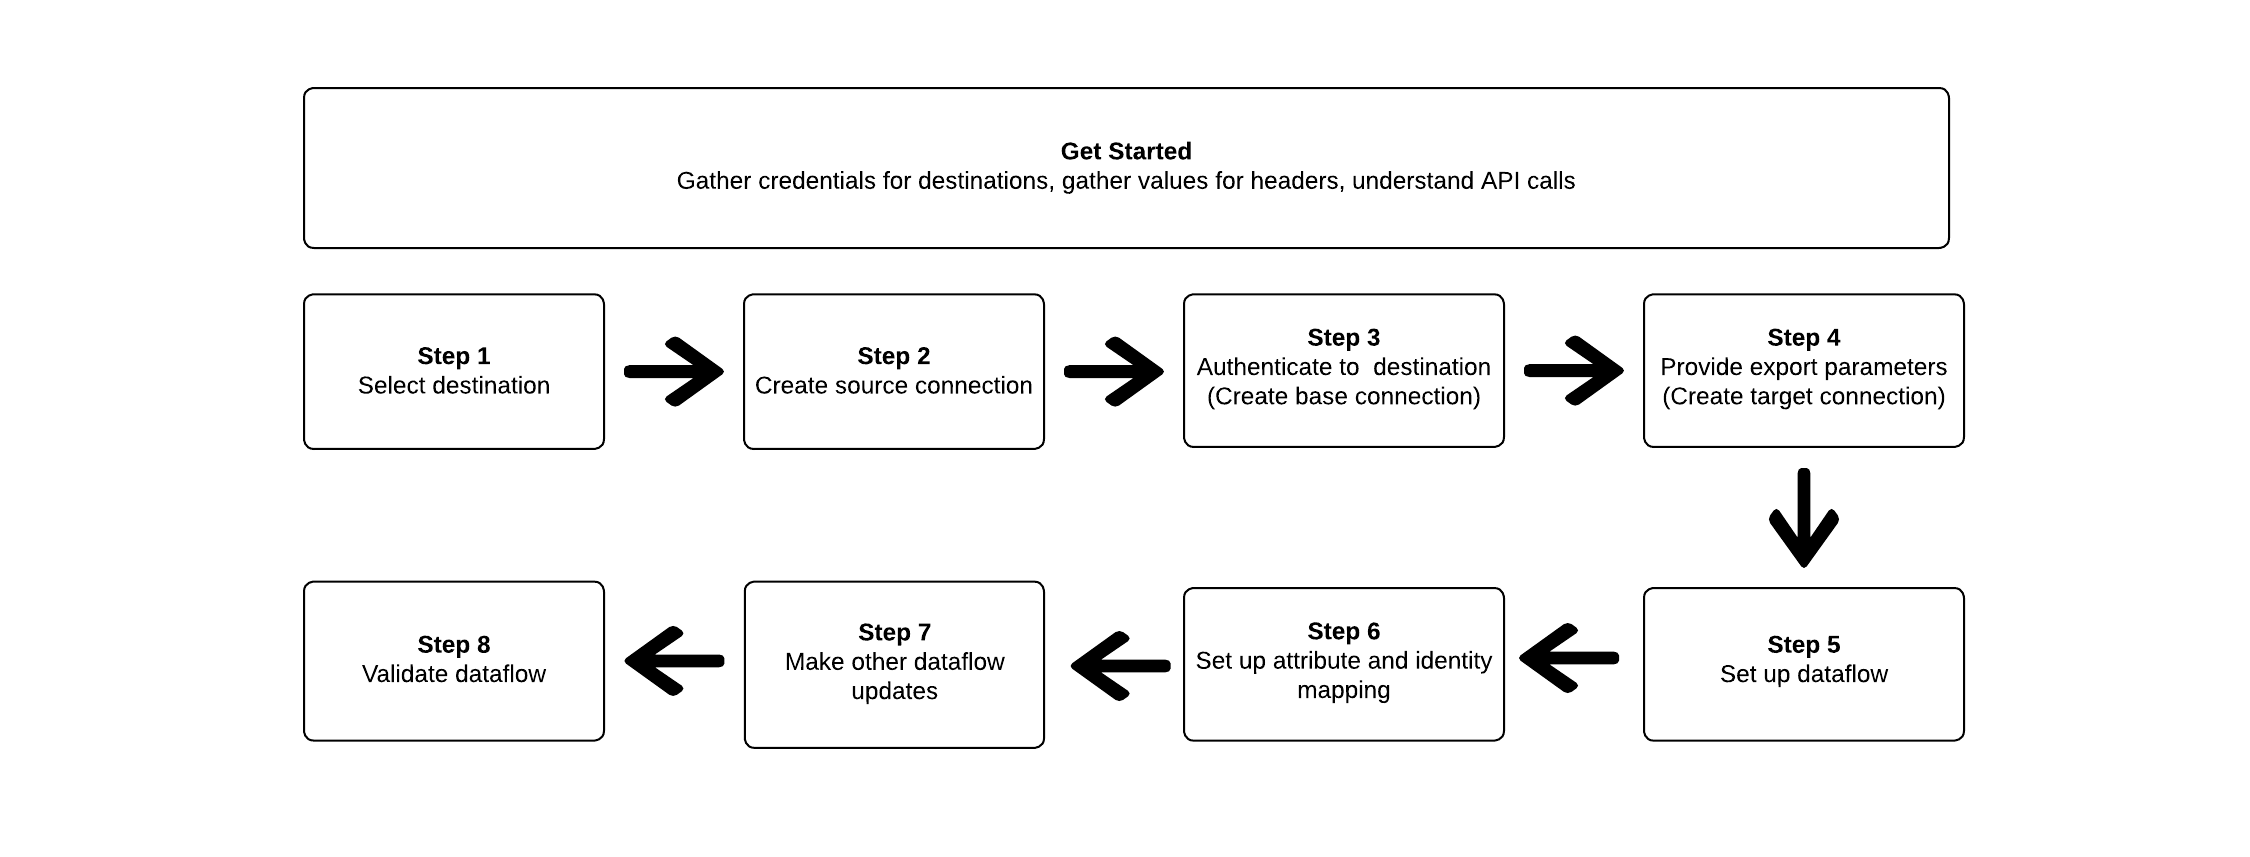 Get Started
Gather credentials for destinations, gather values for headers, understand API calls
Step 1
Select destination
Step 2
Create source connection
Step 3
Authenticate to  destination
(Create base connection)
Step 4
Provide export parameters
(Create target connection)
Step 5
Set up dataflow
Step 6
Set up attribute and identity
mapping
Step 7
Make other dataflow
updates
Step 8
Validate dataflow